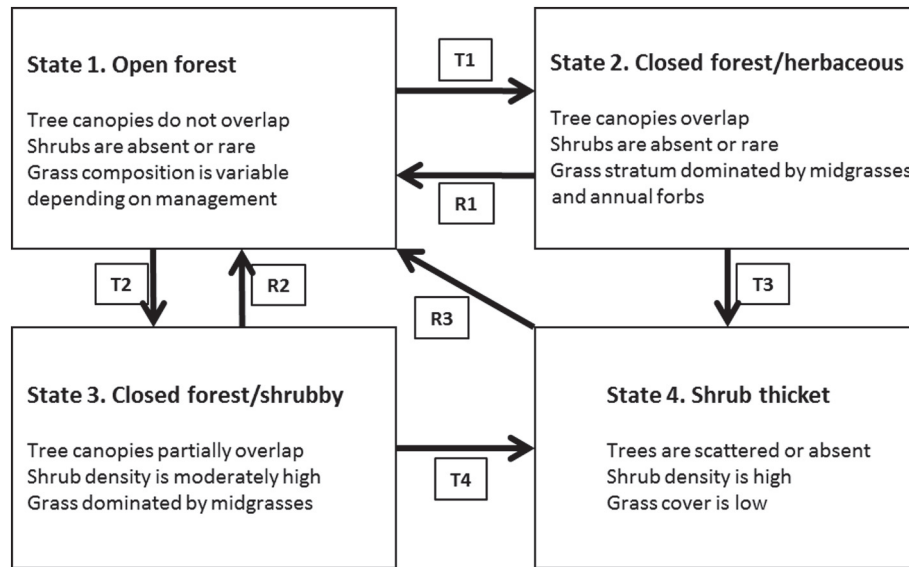 State 1. Open forest
Tree canopies do not overlap
Shrubs are absent or rare
Grass composition is variable
depending on management
T1
R1
State 2. Closed forest/herbaceous
Tree canopies overlap
Shrubs are absent or rare
Grass stratum dominated by midgrasses
and annual forbs
T2
R2
R3
T3
State 3. Closed forest/shrubby
Tree canopies partially overlap
Shrub density is moderately high
Grass dominated by midgrasses
T4
State 4. Shrub thicket
Trees are scattered or absent
Shrub density is high
Grass cover is low